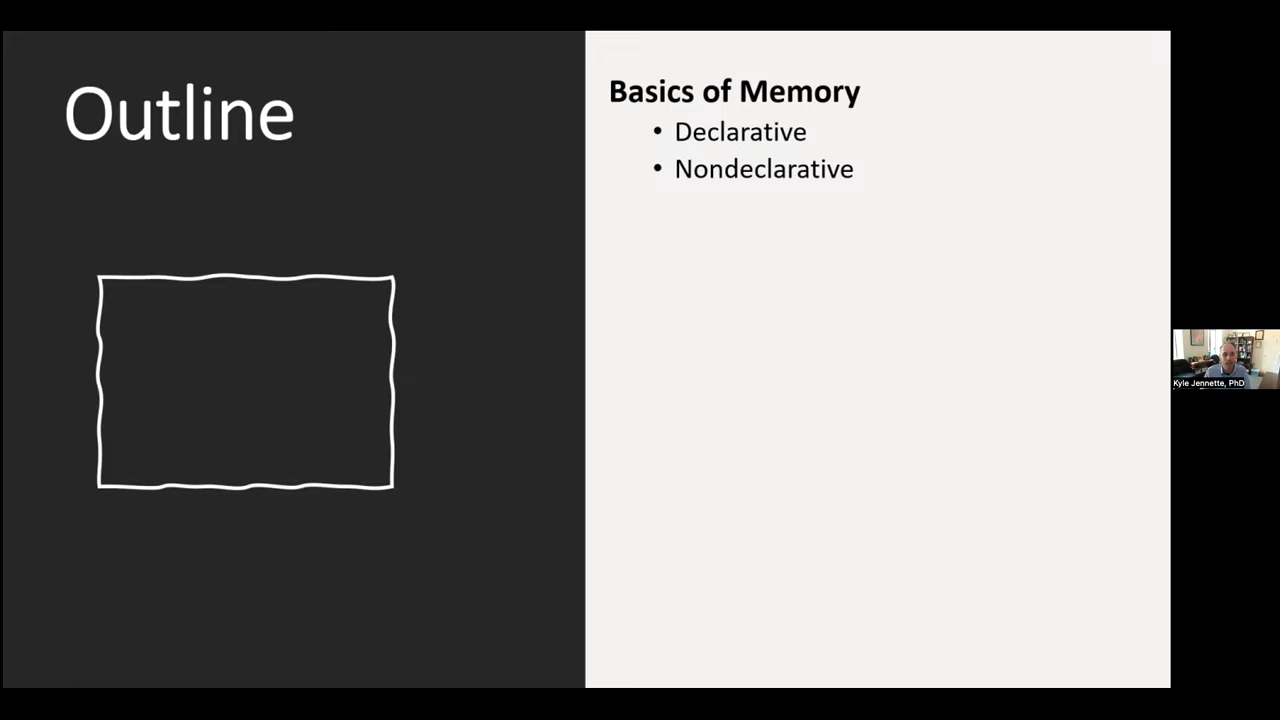 Outline
Basics of Memory
• Declarative
• Nondeclarative
Kyle Jennette, PhD